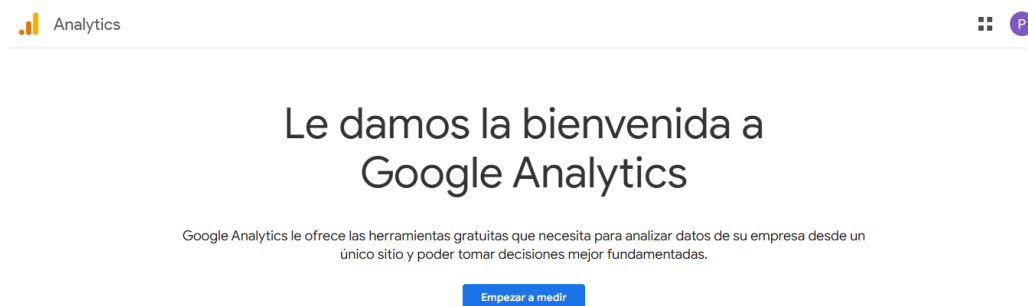 Analytics
P
Le damos la bienvenida a
Google Analytics
Google Analytics le ofrece las herramientas gratuitas que necesita para analizar datos de su empresa desde un
único sitio y poder tomar decisiones mejor fundamentadas.
Empezar a medir